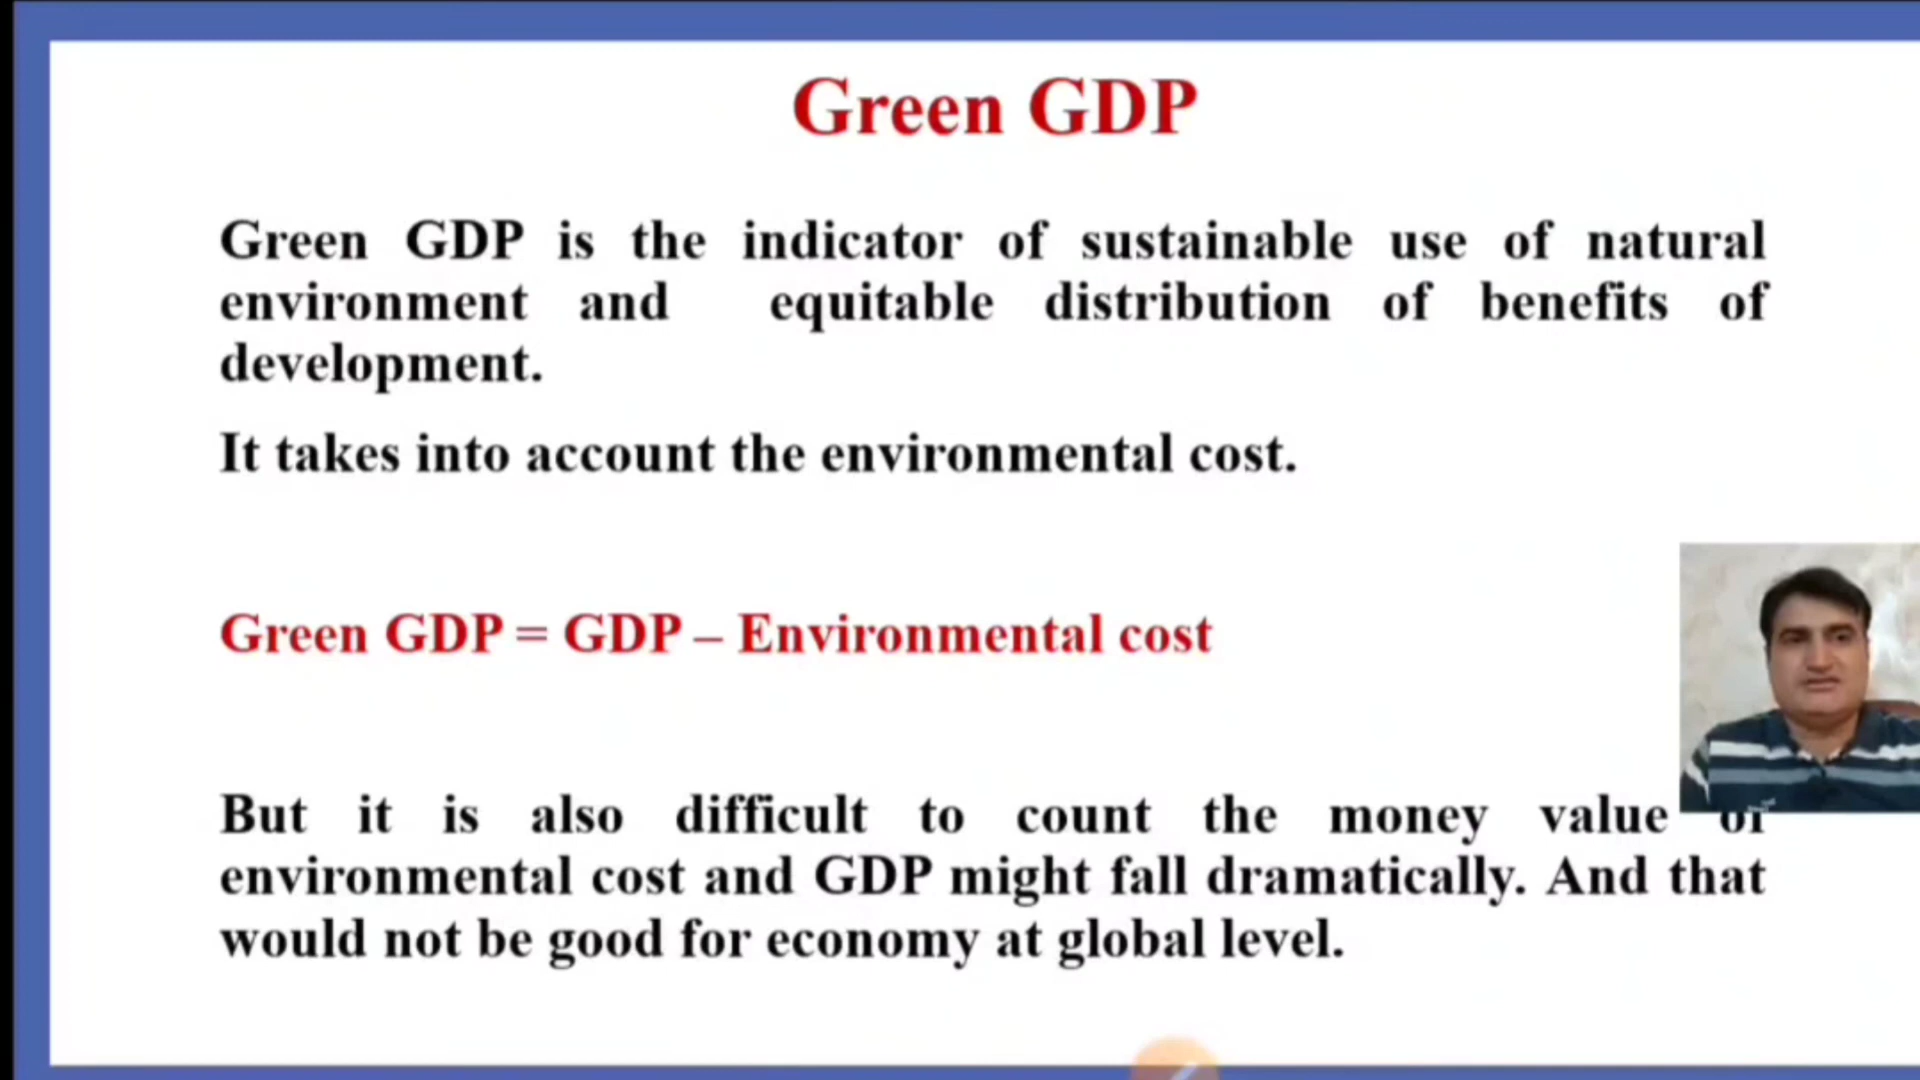 Green GDP
Green GDP is the indicator of sustainable use of natural
environment and equitable distribution of benefits of
development.
It takes into account the environmental cost.
Green GDP = GDP – Environmental cost
But it is also difficult to count the money value of
environmental cost and GDP might fall dramatically. And that
would not be good for economy at global level.